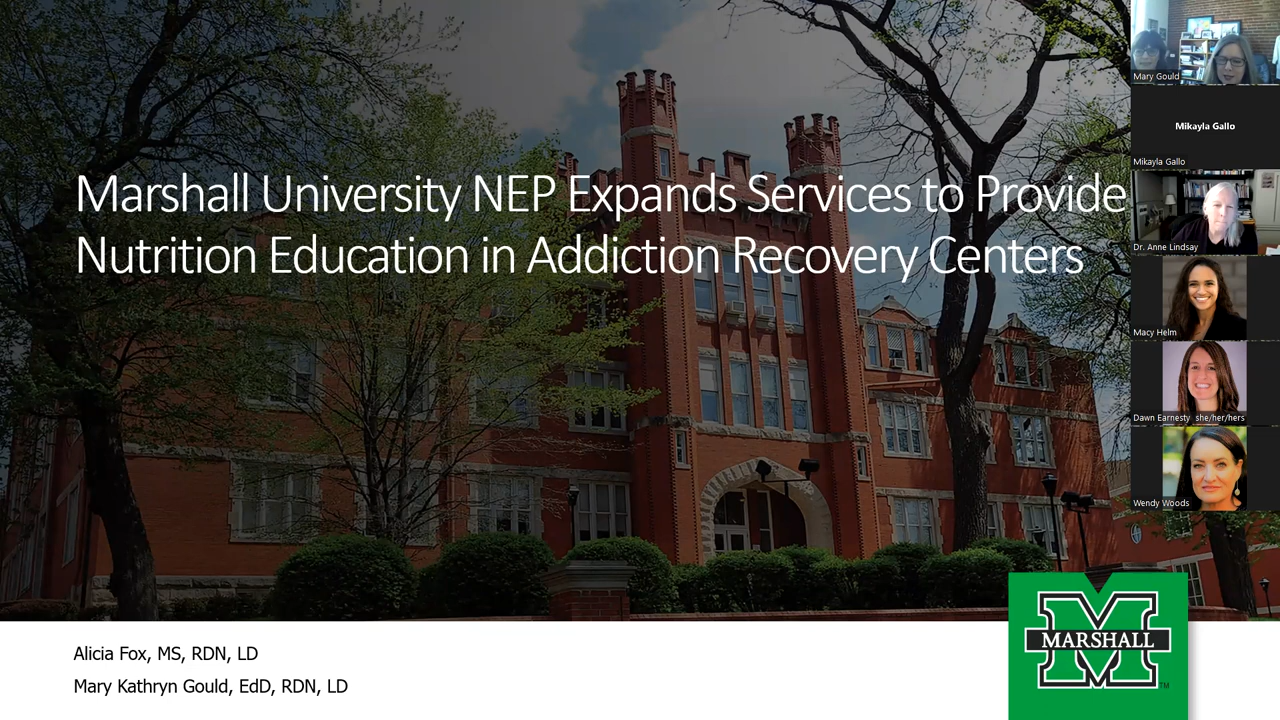 Marshall University NEP Expands Services to Provide
Nutrition Education in Addiction Recovery Centers
Alicia Fox, MS, RDN, LD
Mary Kathryn Gould, EdD, RDN, LD
MARSHALL
TM
Mary Gould
Mikayla Gallo
Mikayla Gallo
Dr. Anne Lindsay
Macy Helm
Dawn Earnesty she/her/hers
Wendy Woods